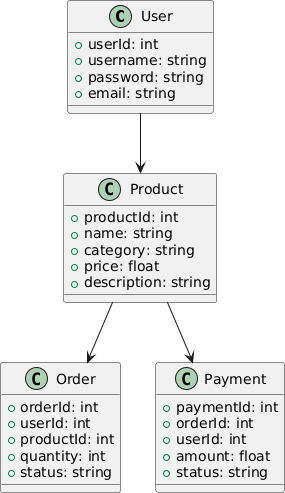 C User
userId: int
username: string
password: string
email: string
C Product
productId: int
name: string
category: string
price: float
description: string
C Order
orderId: int
userId: int
productId: int
quantity: int
status: string
C Payment
paymentId: int
orderId: int
userId: int
amount: float
status: string